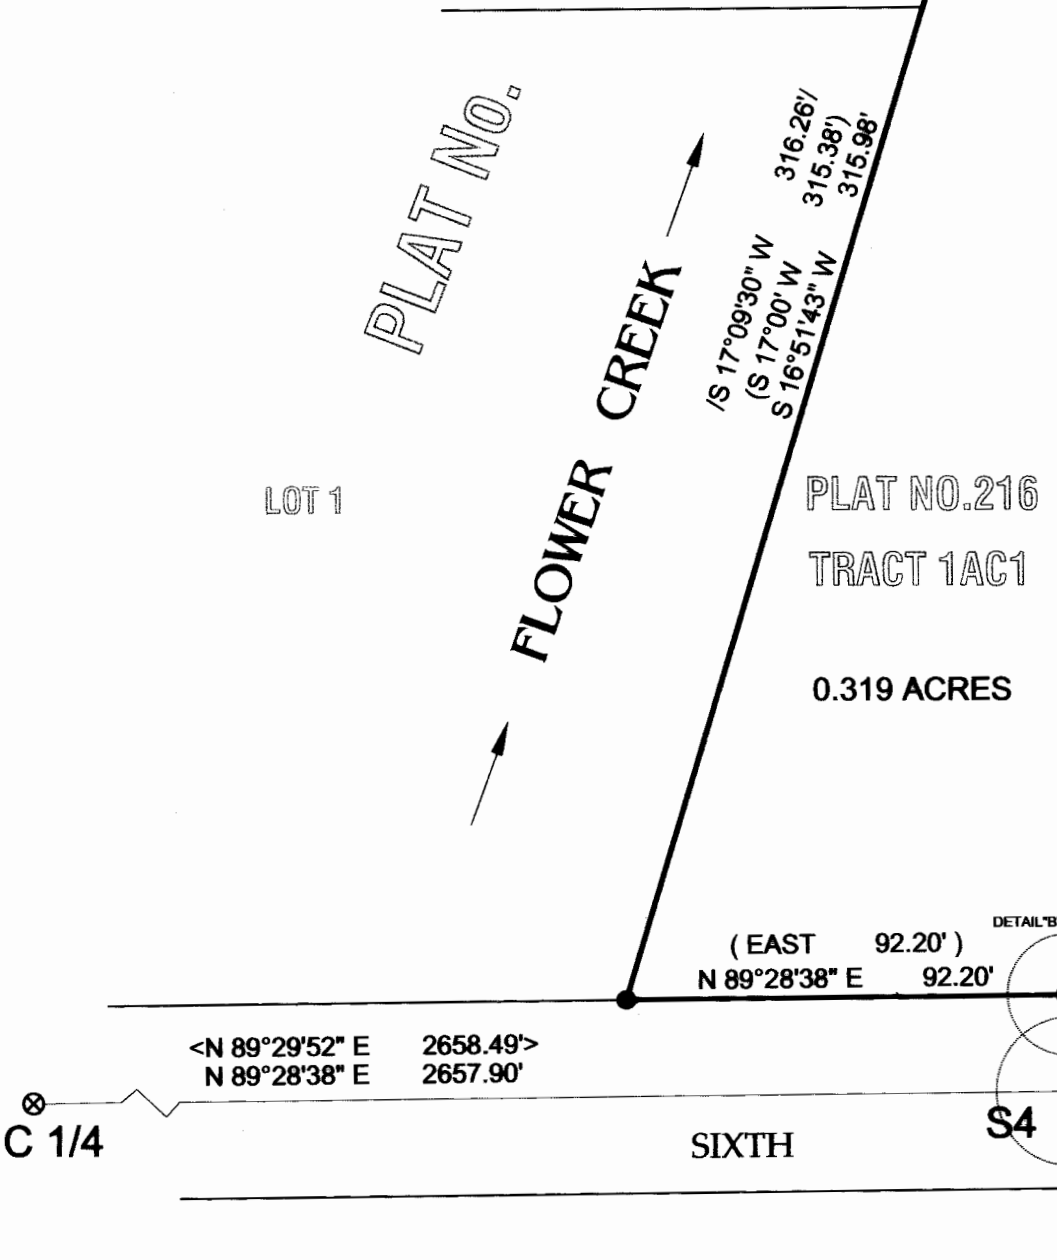 PLAT No.
316.26'/
315.38')
315.98'
/S 17°09'30" W
(S 17°00' W
S 16°51'43" W
FLOWER CREEK
LOT 1
PLAT NO.216
TRACT 1AC1
0.319 ACRES
DETAIL"B
( EAST 92.20' )
N 89°28'38" E 92.20'
<N 89°29'52" E 2658.49'>
N 89°28'38" E 2657.90'
C 1/4
S4
SIXTH